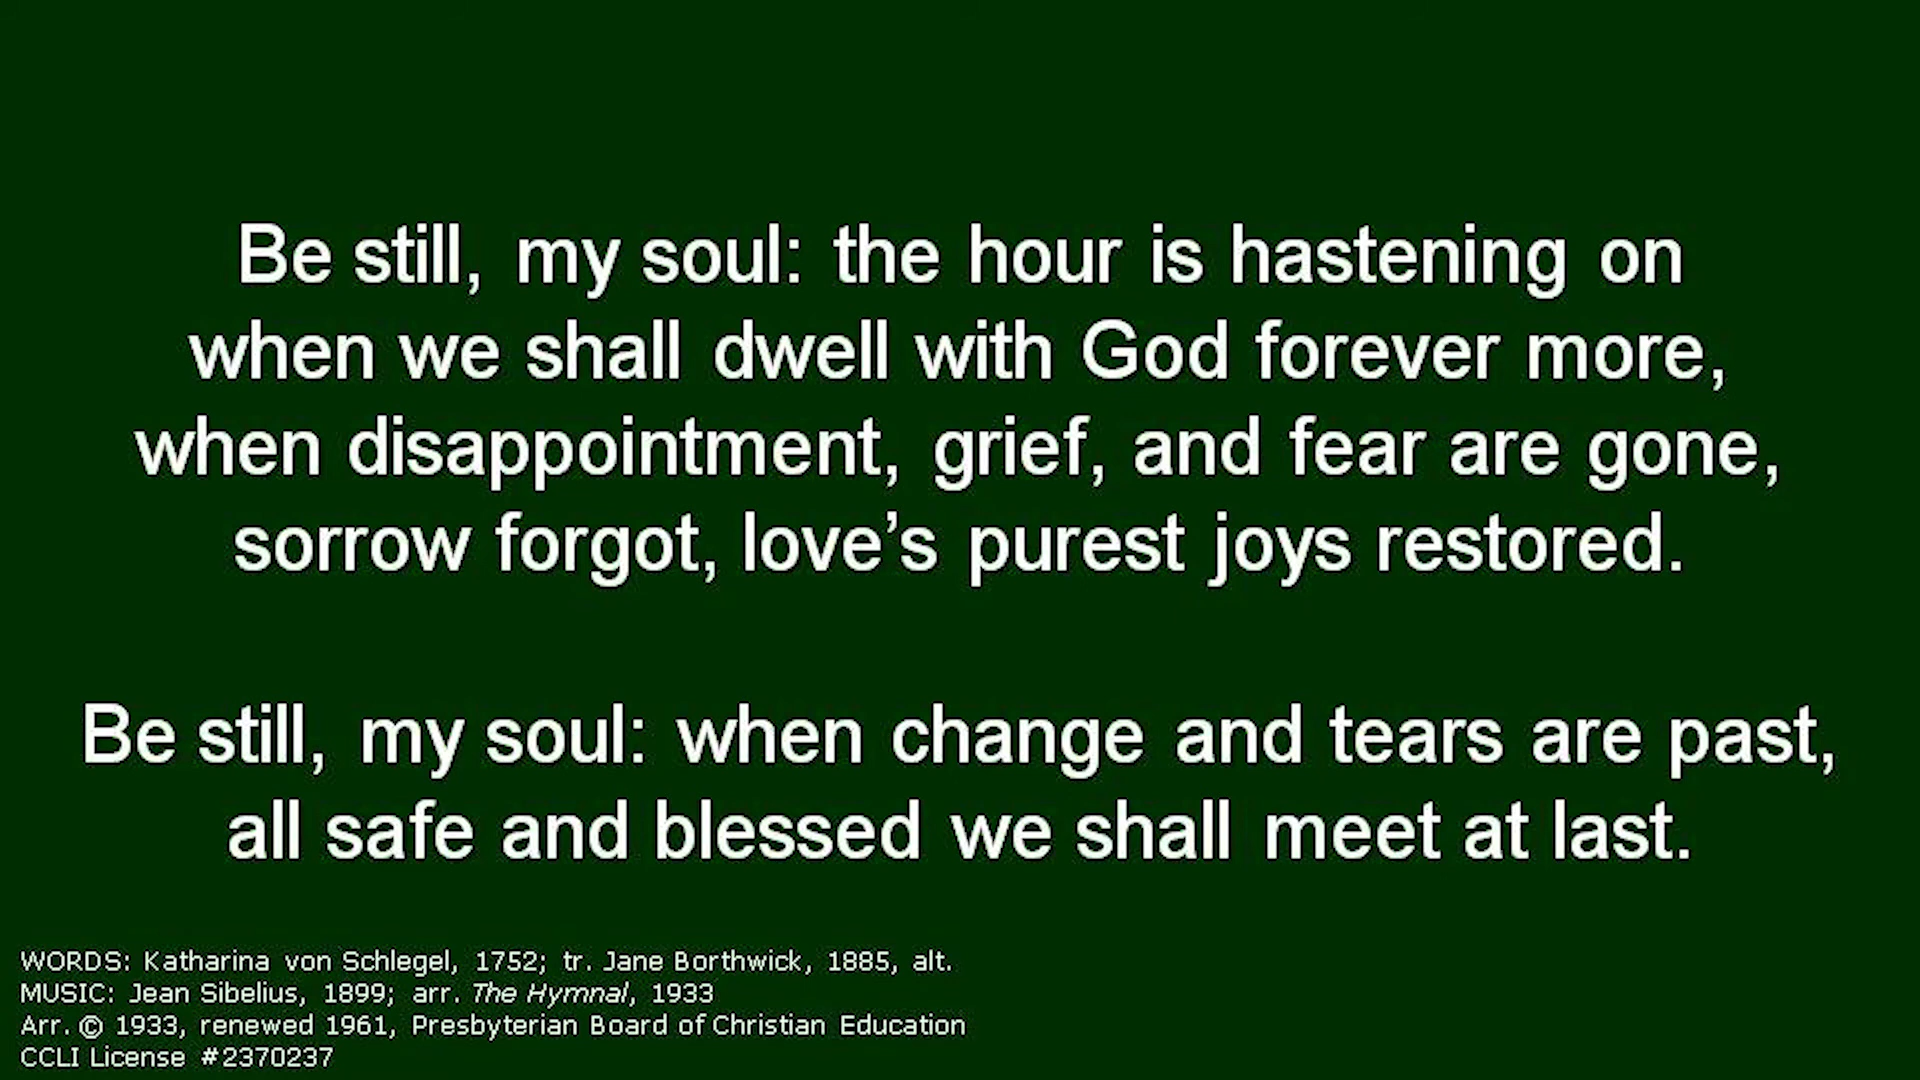 Be still, my soul: the hour is hastening on
when we shall dwell with God forever more,
when disappointment, grief, and fear are gone,
sorrow forgot, love’s purest joys restored.
Be still, my soul: when change and tears are past,
all safe and blessed we shall meet at last.
WORDS: Katharina von Schlegel, 1752; tr. Jane Borthwick, 1885, alt.
MUSIC: Jean Sibelius, 1899; arr. The Hymnal, 1933
Arr. © 1933, renewed 1961, Presbyterian Board of Christian Education
CCLI License #2370237